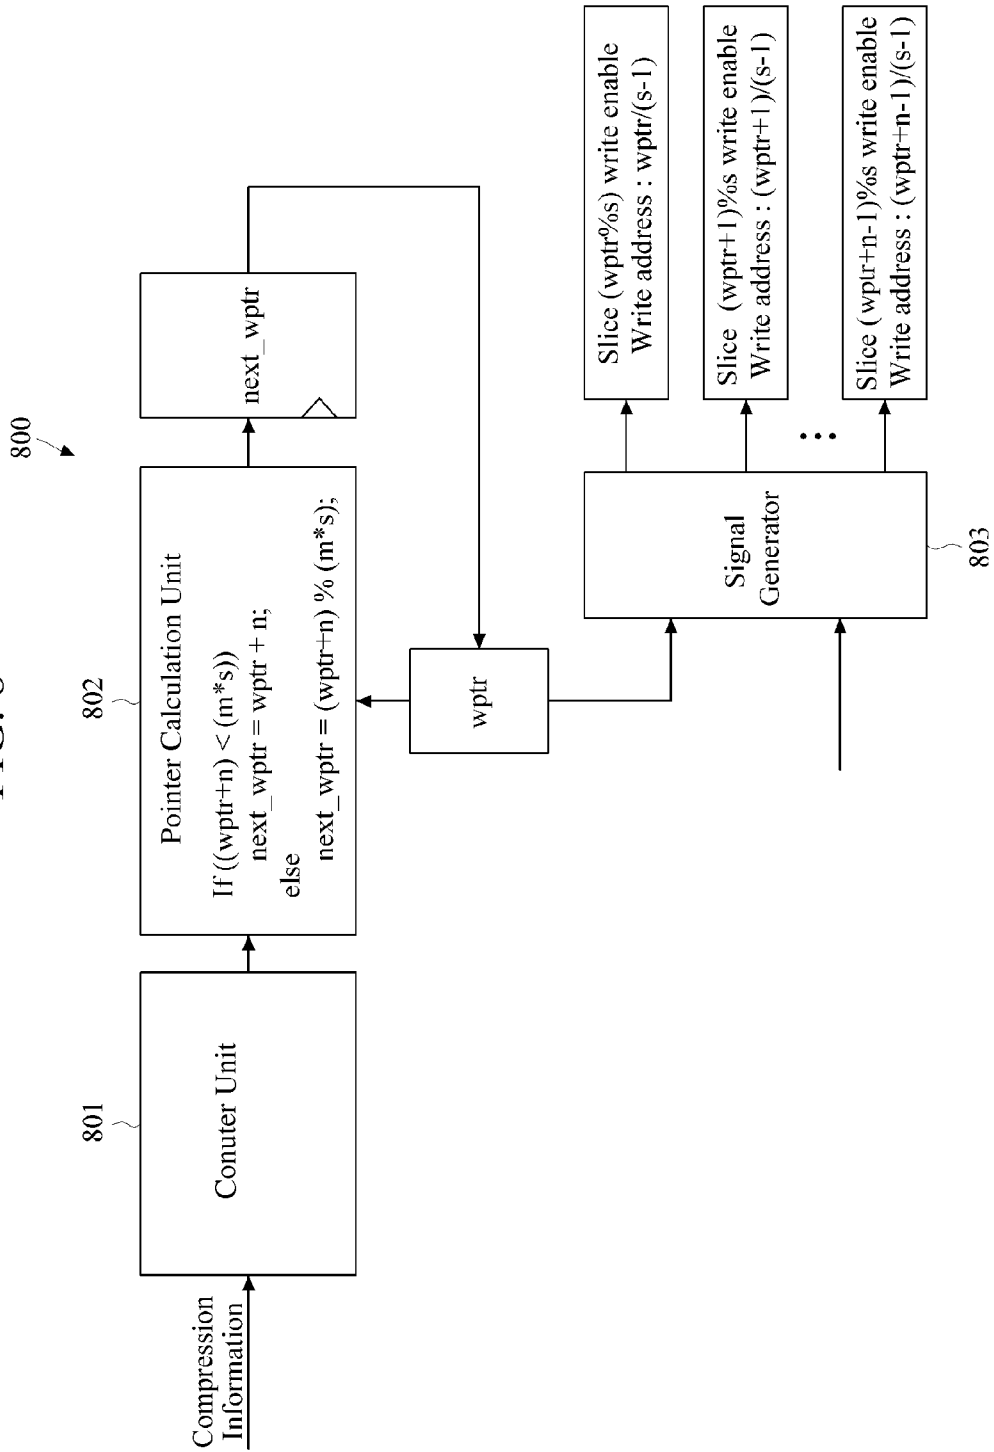 800
Compression
Information
801
Conuter Unit
802
Pointer Calculation Unit
If ((wptr+n) < (m*s))
next_wptr = wptr + n;
else
next_wptr = (wptr+n) % (m*s);
next_wptr
wptr
Signal
Generator
803
Slice (wptr%s) write enable
Write address : wptr/(s-1)
Slice (wptr+1)%s write enable
Write address : (wptr+1)/(s-1)
...
Slice (wptr+n-1)%s write enable
Write address : (wptr+n-1)/(s-1)